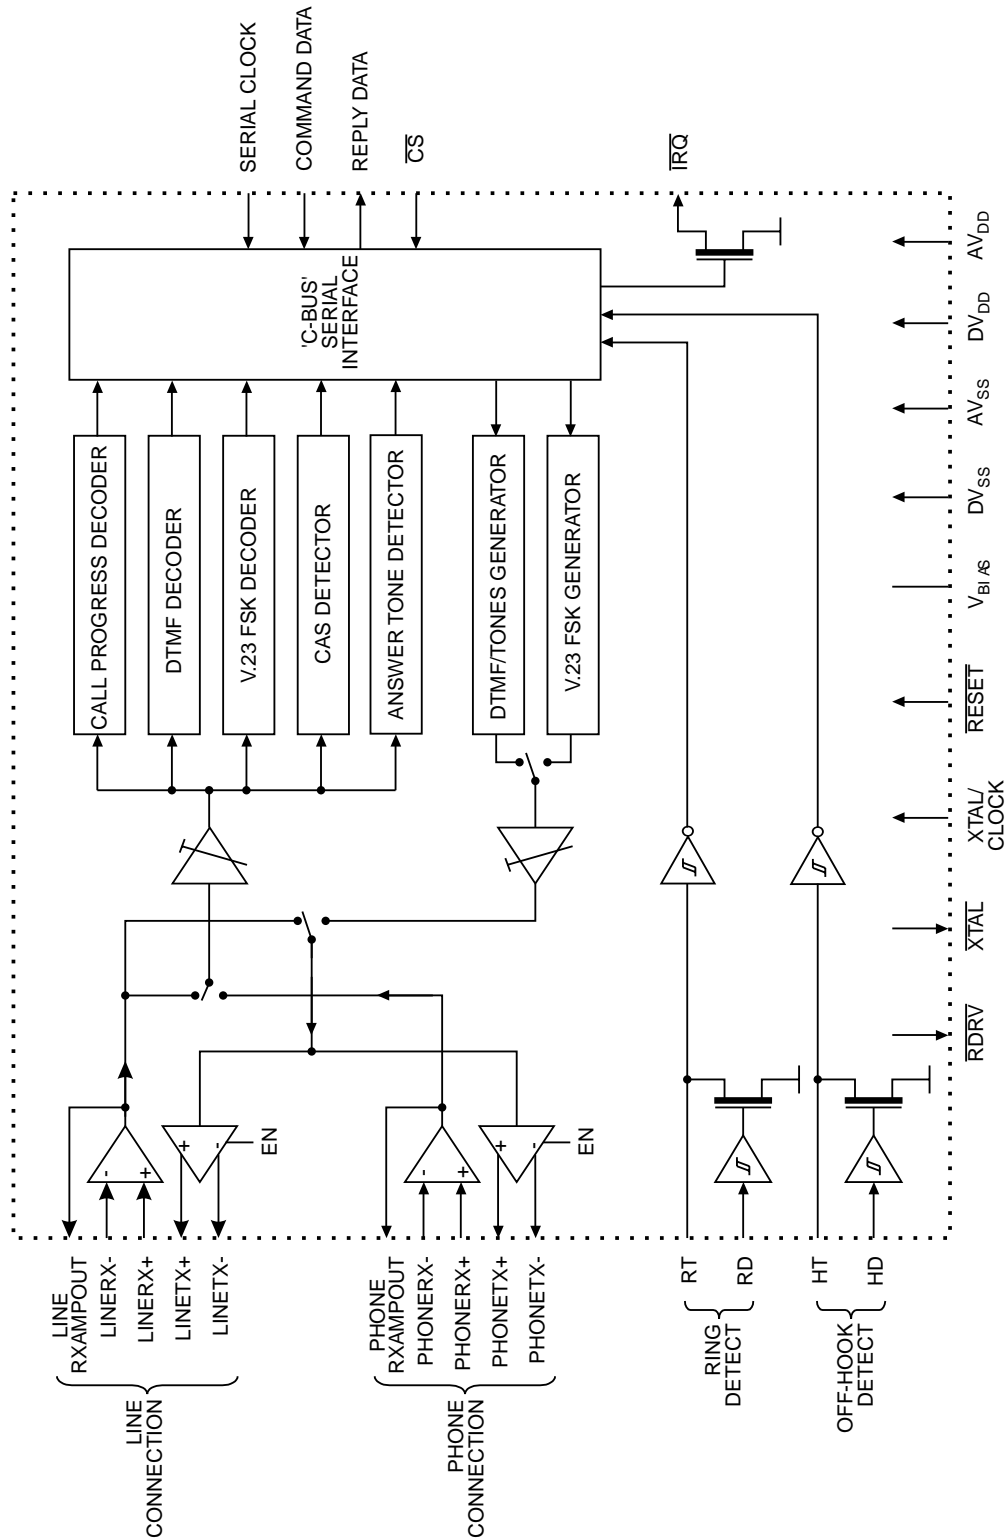 LINE
CONNECTION
LINE
RXAMPOUT
LINERX-
LINERX+
LINETX+
LINETX-
-
+
+
-
EN
PHONE
CONNECTION
PHONE
RXAMPOUT
PHONERX-
PHONERX+
PHONETX+
PHONETX-
-
+
+
-
EN
RING
DETECT
RT
RD
OFF-HOOK
DETECT
HT
HD
CALL PROGRESS DECODER
DTMF DECODER
V.23 FSK DECODER
CAS DETECTOR
ANSWER TONE DETECTOR
DTMF/TONES GENERATOR
V.23 FSK GENERATOR
'C-BUS'
SERIAL
INTERFACE
SERIAL CLOCK
COMMAND DATA
REPLY DATA
CS
IRQ
RDRV
XTAL
XTAL/
CLOCK
RESET
VBIAS
DVSS
AVSS
DVDD
AVDD